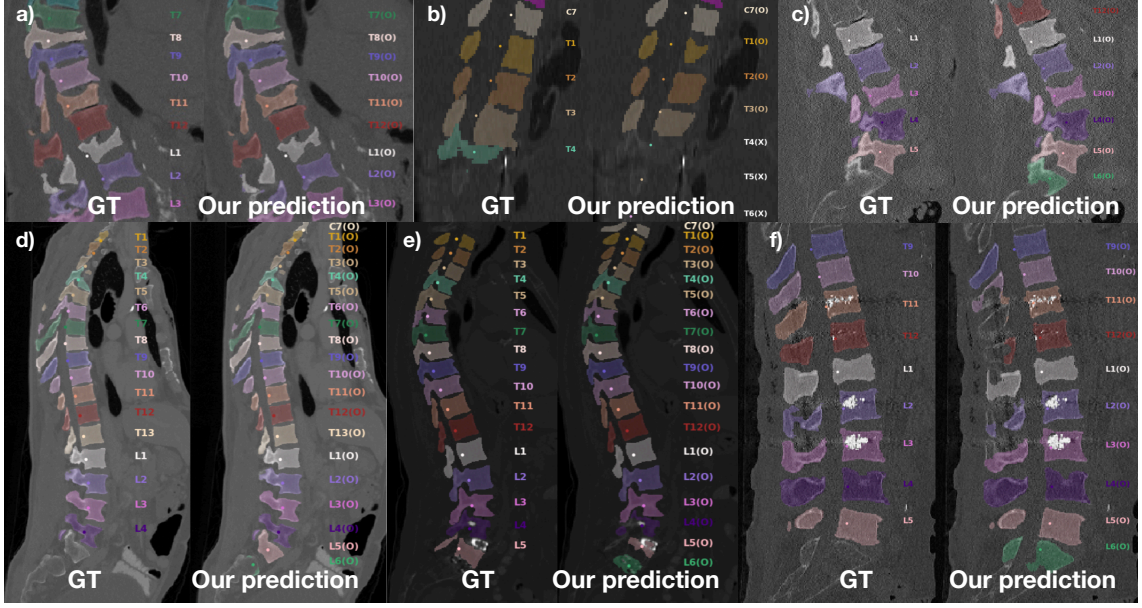 a)
T7
T8
T9
T10
T11
T12
L1
L2
L3
GT
T7(O)
T8(O)
T9(O)
T10(O)
T11(O)
T12(O)
L1(O)
L2(O)
L3(O)
Our prediction
b)
C7
T1
T2
T3
T4
GT
C7(O)
T1(O)
T2(O)
T3(O)
T4(X)
T5(X)
T6(X)
Our prediction
c)
L1
L2
L3
L4
L5
GT
L1(O)
L2(O)
L3(O)
L4(O)
L5(O)
L6(O)
Our prediction
d)
T1
T2
T3
T4
T5
T6
T7
T8
T9
T10
T11
T12
T13
L1
L2
L3
L4
GT
C7(O)
T1(O)
T2(O)
T3(O)
T4(O)
T5(O)
T6(O)
T7(O)
T8(O)
T9(O)
T10(O)
T11(O)
T12(O)
T13(O)
L1(O)
L2(O)
L3(O)
L4(O)
L5(O)
L6(O)
Our prediction
e)
T1
T2
T3
T4
T5
T6
T7
T8
T9
T10
T11
T12
L1
L2
L3
L4
L5
GT
C7(O)
T1(O)
T2(O)
T3(O)
T4(O)
T5(O)
T6(O)
T7(O)
T8(O)
T9(O)
T10(O)
T11(O)
T12(O)
L1(O)
L2(O)
L3(O)
L4(O)
L5(O)
L6(O)
Our prediction
f)
T9
T10
T11
L1
L2
L3
L4
L5
GT
T9(O)
T10(O)
T11(O)
L1(O)
L2(O)
L3(O)
L4(O)
L5(O)
L6(O)
Our prediction